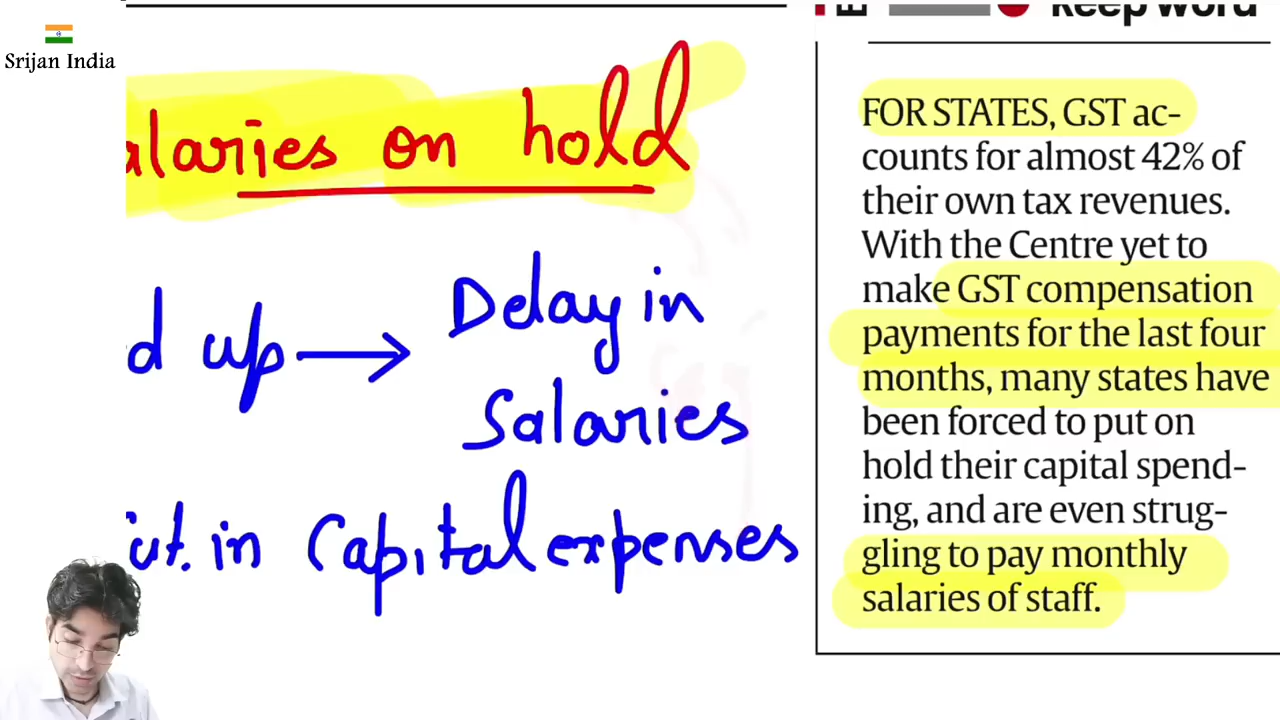 Srijan India
alaries on hold
d up → Delay in
Salaries
ut. in Capital expenses
Keep word
FOR STATES, GST ac-
counts for almost 42% of
their own tax revenues.
With the Centre yet to
make GST compensation
payments for the last four
months, many states have
been forced to put on
hold their capital spend-
ing, and are even strug-
gling to pay monthly
salaries of staff.